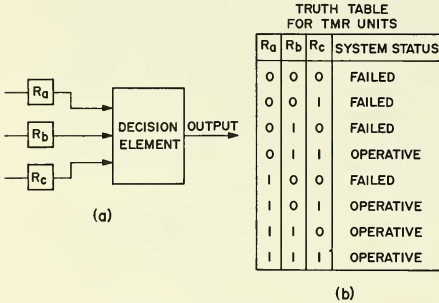 Ra
Rb
Rc
DECISION
ELEMENT
OUTPUT
(a)
TRUTH TABLE
FOR TMR UNITS
Ra Rb Rc SYSTEM STATUS
0 0 0 FAILED
0 0 1 FAILED
0 1 0 FAILED
0 1 1 OPERATIVE
1 0 0 FAILED
1 0 1 OPERATIVE
1 1 0 OPERATIVE
1 1 1 OPERATIVE
(b)